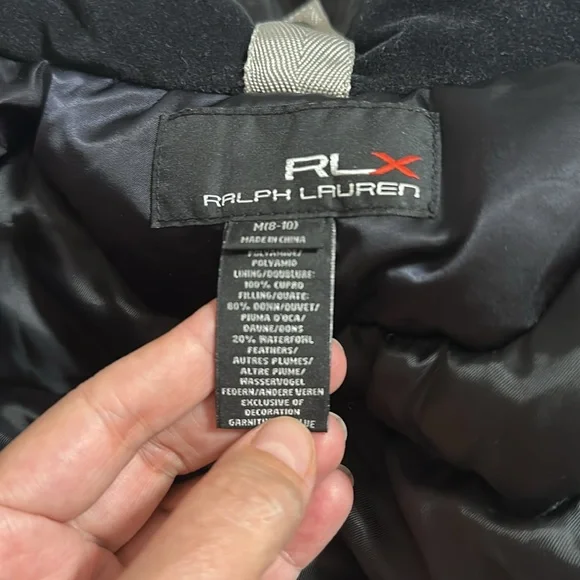 RLX
RALPH LAUREN
M(8-10)
MADE IN CHINA
POLYAMIDE/
POLYAMID
LINING/DOUBLURE:
100% CUPRO
FILLING/OUATE:
80% DOWN/DUVET/
PIUMA D'OCA/
DAUNE/DONS
20% WATERFOWL
FEATHERS/
AUTRES PLUMES/
ALTRE PIUME/
WASSERVOGEL
FEDERN/ANDERE VEREN
EXCLUSIVE OF
DECORATION